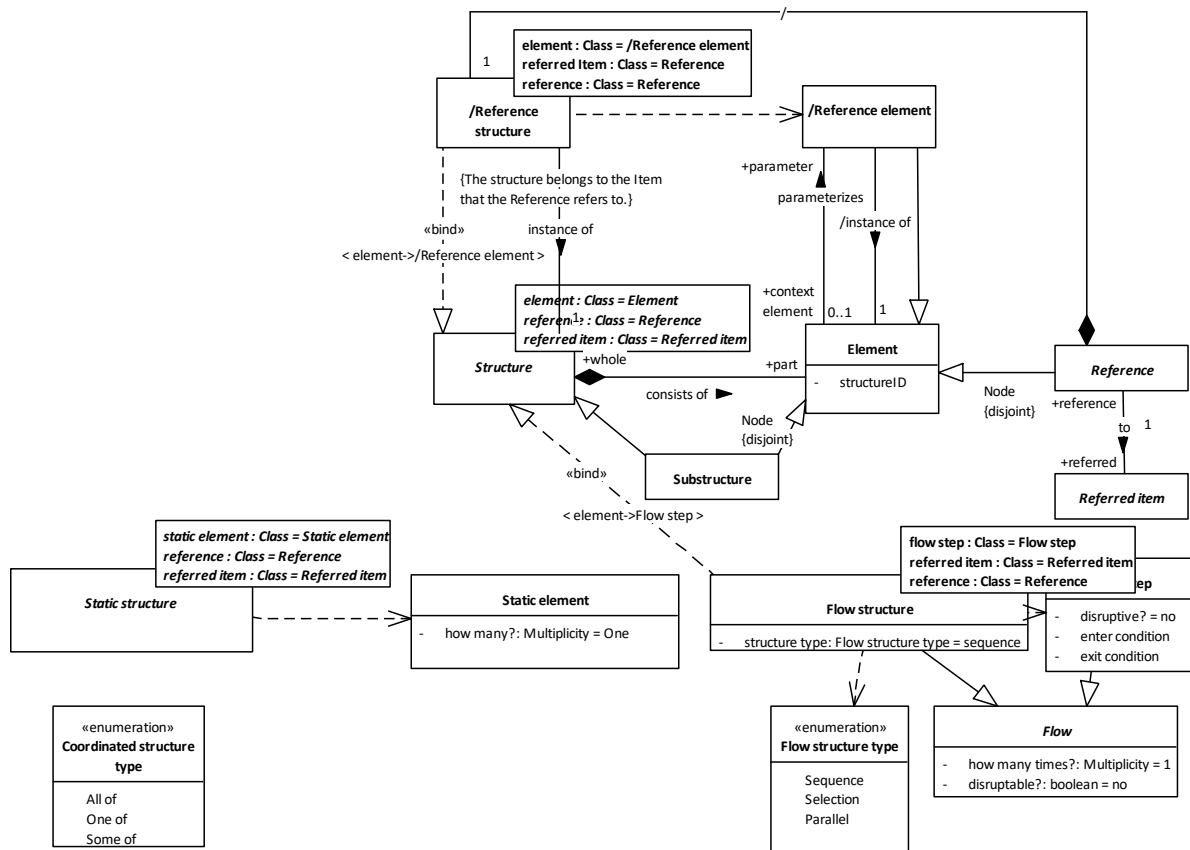 /
element : Class = /Reference element
referred Item : Class = Reference
reference : Class = Reference
1
/Reference
structure
/Reference element
{The structure belongs to the Item
that the Reference refers to.}
+parameter
parameterizes
«bind»
instance of
/instance of
< element->/Reference element >
+context
element
0..1
1
element : Class = Element
reference : Class = Reference
1
referred item : Class = Referred item
Structure
+whole
+part
consists of
Element
- structureID
Reference
Node
{disjoint}
+reference
to
1
+referred
Referred item
Node
{disjoint}
Substructure
«bind»
< element->Flow step >
static element : Class = Static element
reference : Class = Reference
referred item : Class = Referred item
Static structure
Static element
- how many?: Multiplicity = One
flow step : Class = Flow step
referred item : Class = Referred item
reference : Class = Reference
Flow structure
- structure type: Flow structure type = sequence
ep
- disruptive? = no
- enter condition
- exit condition
«enumeration»
Coordinated structure
type
All of
One of
Some of
«enumeration»
Flow structure type
Sequence
Selection
Parallel
Flow
- how many times?: Multiplicity = 1
- disruptable?: boolean = no